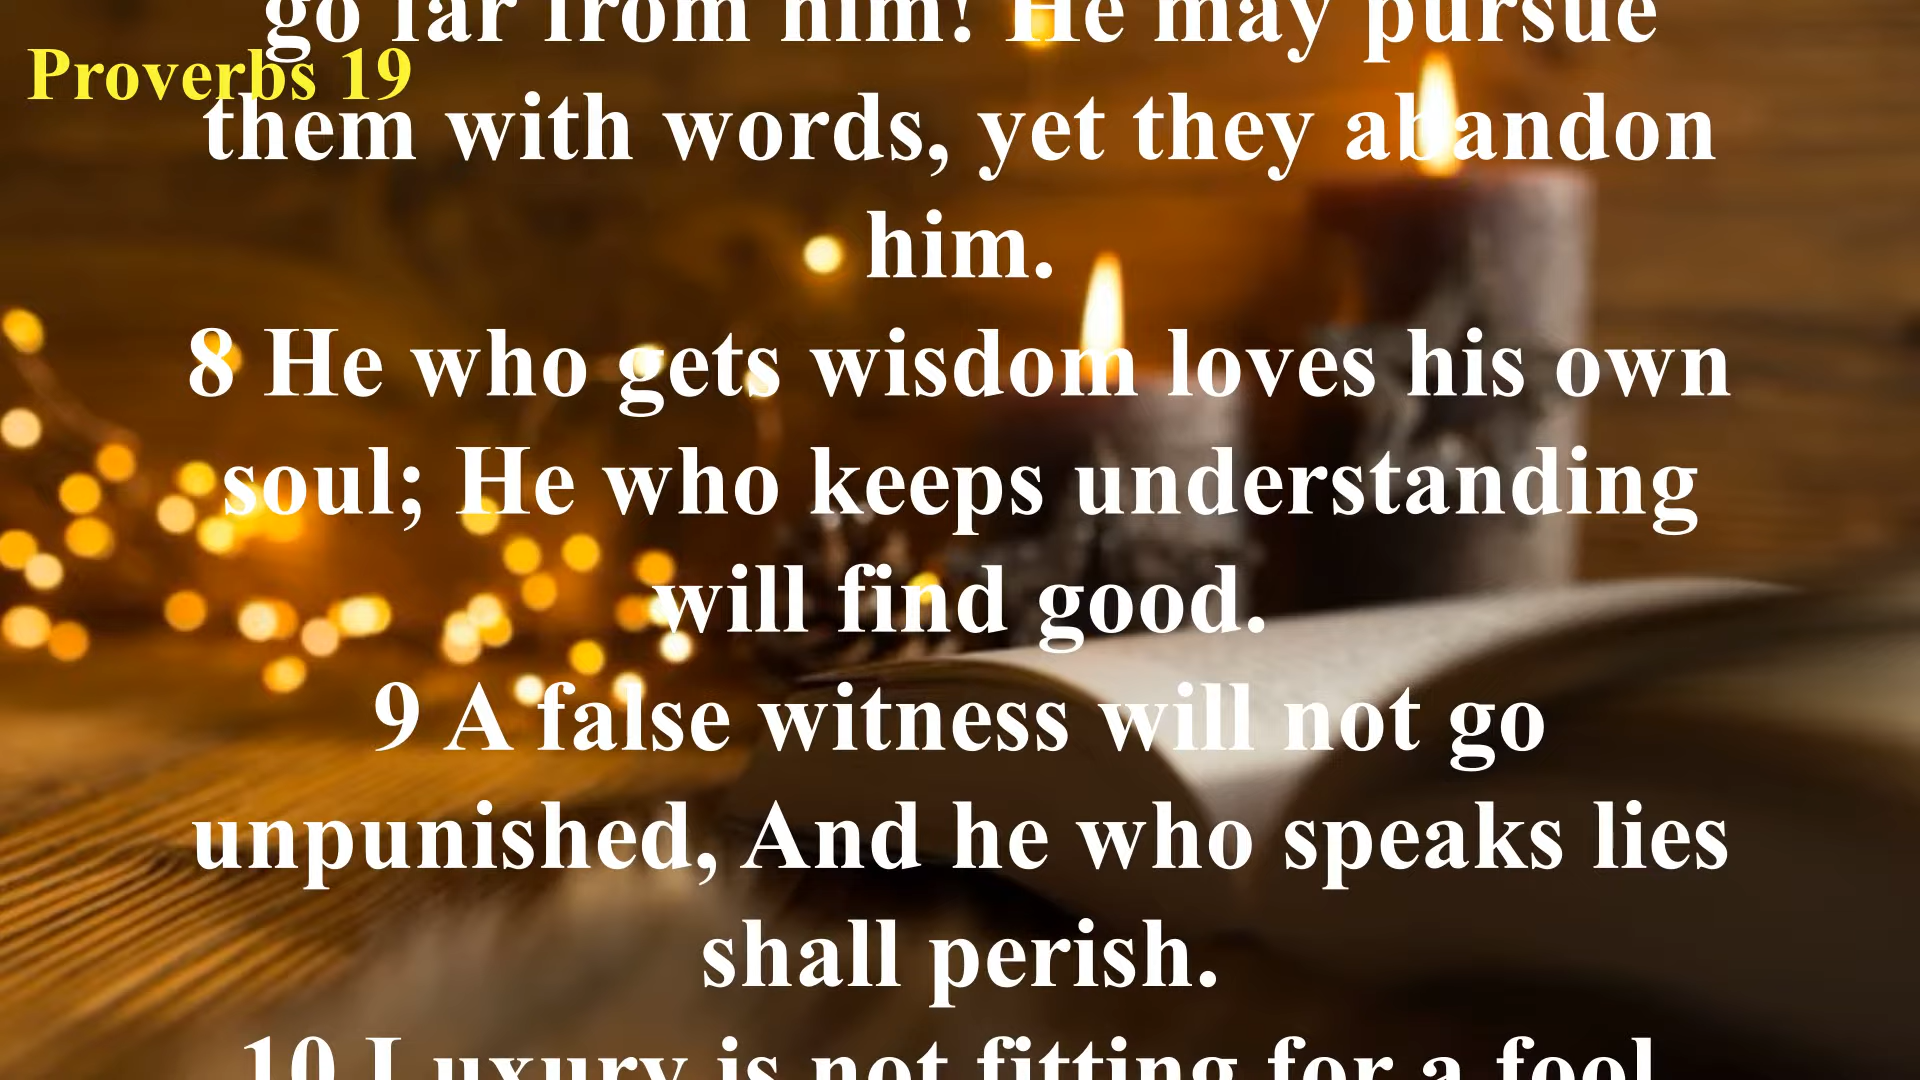 go far from him! He may pursue
Proverbs 19
them with words, yet they abandon
him.
8 He who gets wisdom loves his own
soul; He who keeps understanding
will find good.
9 A false witness will not go
unpunished, And he who speaks lies
shall perish.
10 Luxury is not fitting for a fool